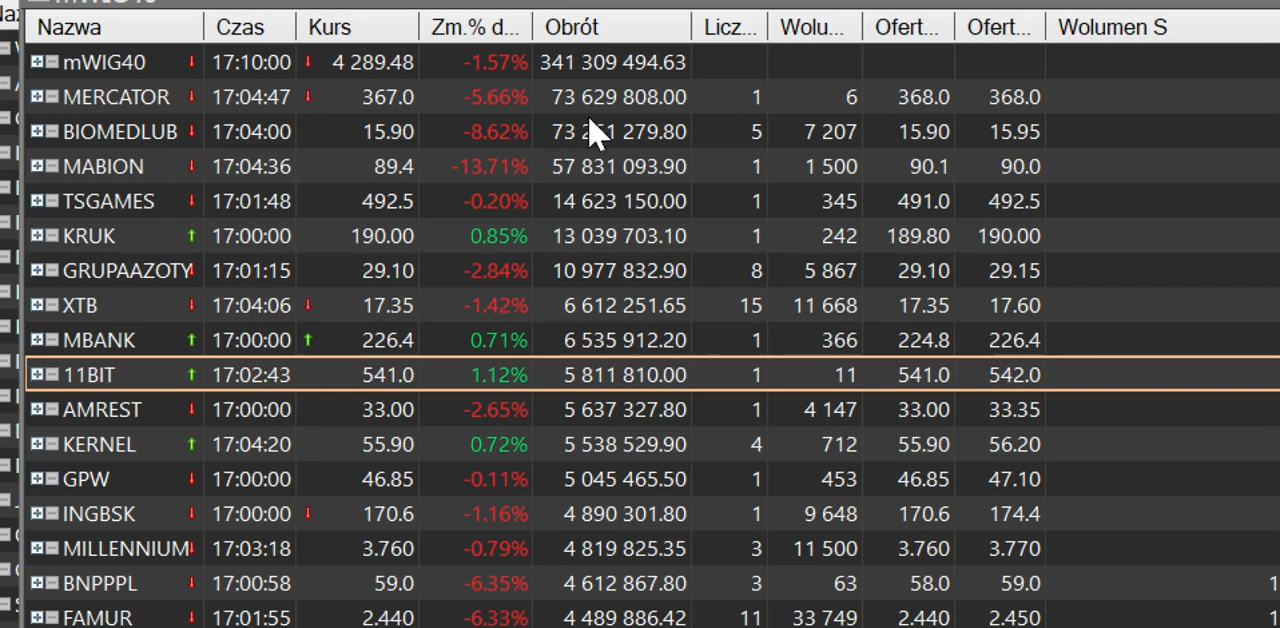 Nazwa Czas Kurs Zm.% d... Obrót Licz... Wolu... Ofert... Ofert... Wolumen S
mWIG40 17:10:00 4 289.48 -1.57% 341 309 494.63
MERCATOR 17:04:47 367.0 -5.66% 73 629 808.00 1 6 368.0 368.0
BIOMEDLUB 17:04:00 15.90 -8.62% 73 279.80 5 7 207 15.90 15.95
MABION 17:04:36 89.4 -13.71% 57 831 093.90 1 1 500 90.1 90.0
TSGAMES 17:01:48 492.5 -0.20% 14 623 150.00 1 345 491.0 492.5
KRUK 17:00:00 190.00 0.85% 13 039 703.10 1 242 189.80 190.00
GRUPAAZOTY 17:01:15 29.10 -2.84% 10 977 832.90 8 5 867 29.10 29.15
XTB 17:04:06 17.35 -1.42% 6 612 251.65 15 11 668 17.35 17.60
MBANK 17:00:00 226.4 0.71% 6 535 912.20 1 366 224.8 226.4
11BIT 17:02:43 541.0 1.12% 5 811 810.00 1 11 541.0 542.0
AMREST 17:00:00 33.00 -2.65% 5 637 327.80 1 4 147 33.00 33.35
KERNEL 17:04:20 55.90 0.72% 5 538 529.90 4 712 55.90 56.20
GPW 17:00:00 46.85 -0.11% 5 045 465.50 1 453 46.85 47.10
INGBSK 17:00:00 170.6 -1.16% 4 890 301.80 1 9 648 170.6 174.4
MILLENNIUM 17:03:18 3.760 -0.79% 4 819 825.35 3 11 500 3.760 3.770
BNPPPL 17:00:58 59.0 -6.35% 4 612 867.80 3 63 58.0 59.0 1
FAMUR 17:01:55 2.440 -6.33% 4 489 886.42 11 33 749 2.440 2.450 1